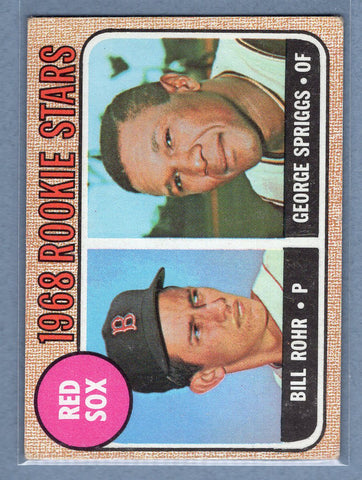 1968 ROOKIE STARS
RED
SOX
B
BILL ROHR • P
GEORGE SPRIGGS • OF